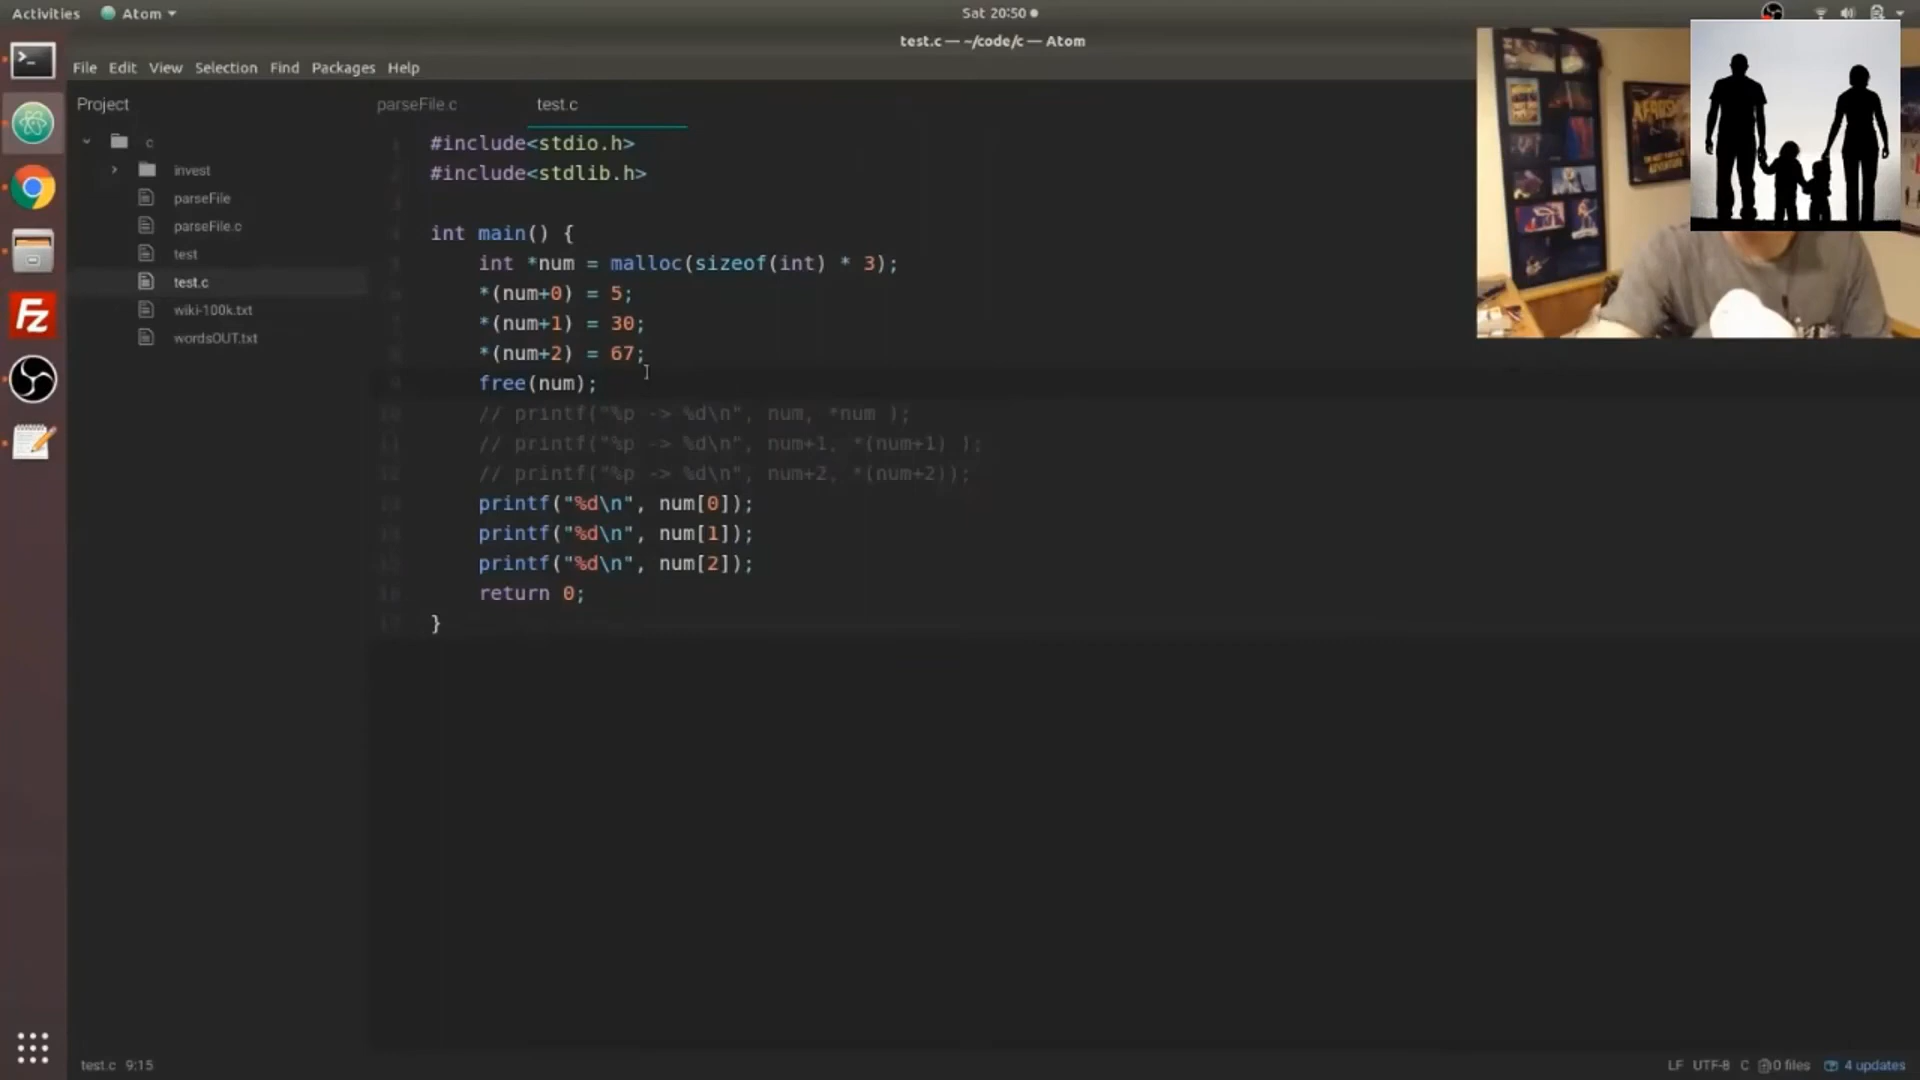 Activities Atom Sat 20:50
test.c — ~/code/c — Atom
File Edit View Selection Find Packages Help
Project
c
invest
parseFile
parseFile.c
test
test.c
wiki-100k.txt
wordsOUT.txt
parseFile.c test.c
#include<stdio.h>
#include<stdlib.h>
int main() {
int *num = malloc(sizeof(int) * 3);
*(num+0) = 5;
*(num+1) = 30;
*(num+2) = 67;
free(num);
// printf("%p -> %d\n", num, *num );
// printf("%p -> %d\n", num+1, *(num+1) );
// printf("%p -> %d\n", num+2, *(num+2));
printf("%d\n", num[0]);
printf("%d\n", num[1]);
printf("%d\n", num[2]);
return 0;
}
Fz
test.c 9:15
LF UTF-8 C 0 files 4 updates